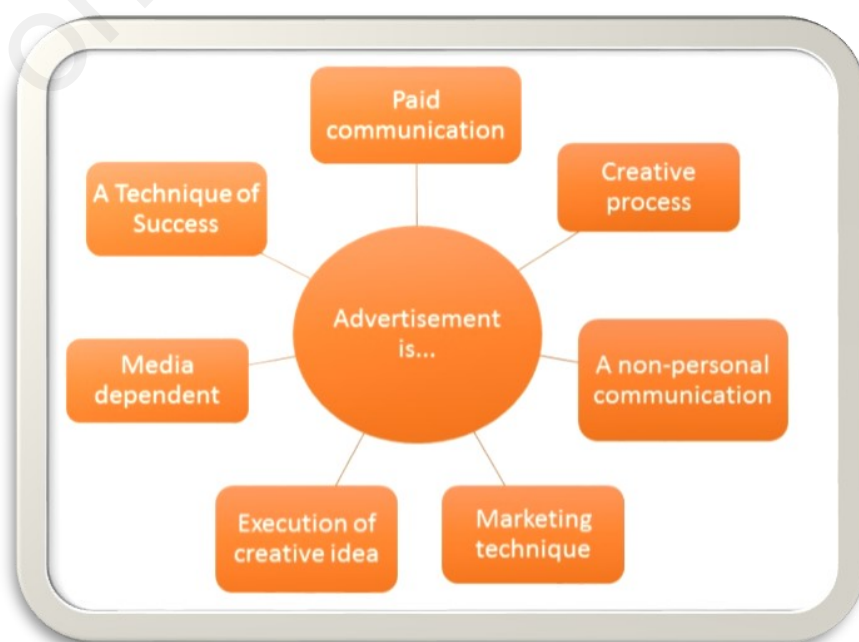 Paid
communication
Creative
process
A non-personal
communication
Marketing
technique
Execution of
creative idea
Media
dependent
A Technique of
Success
Advertisement
is...